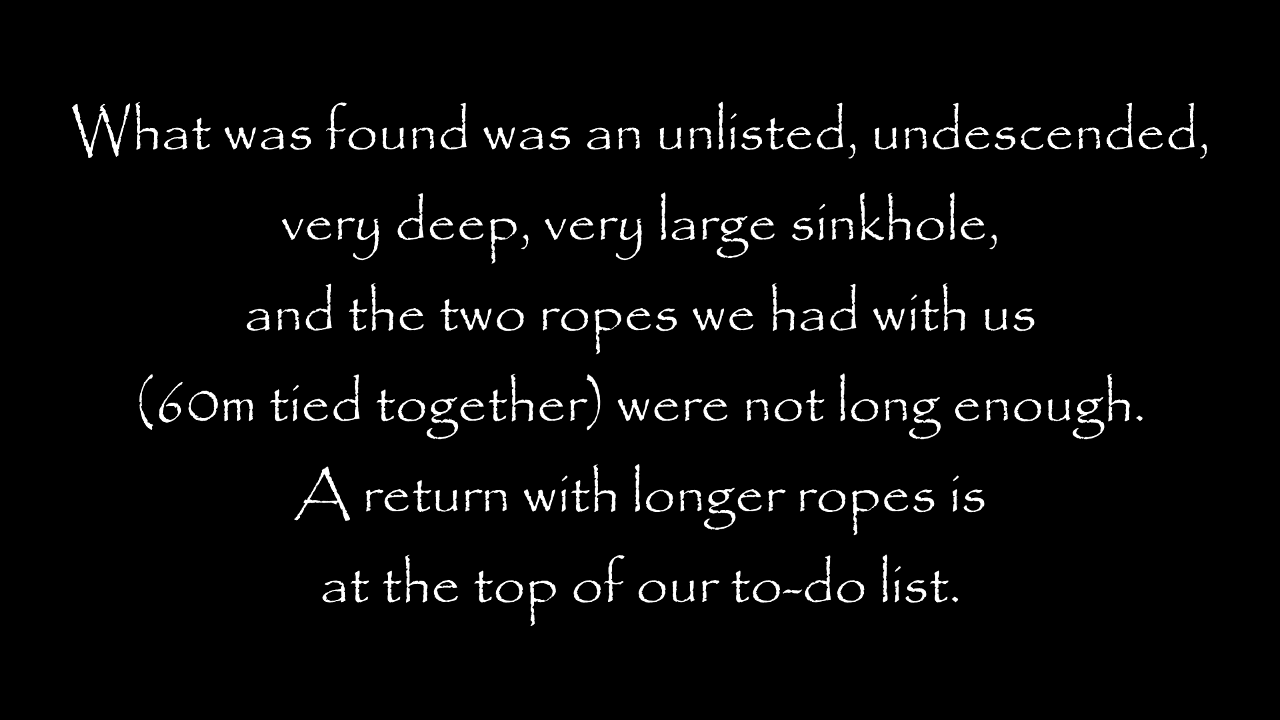 What was found was an unlisted, undescended,
very deep, very large sinkhole,
and the two ropes we had with us
(60m tied together) were not long enough.
A return with longer ropes is
at the top of our to-do list.